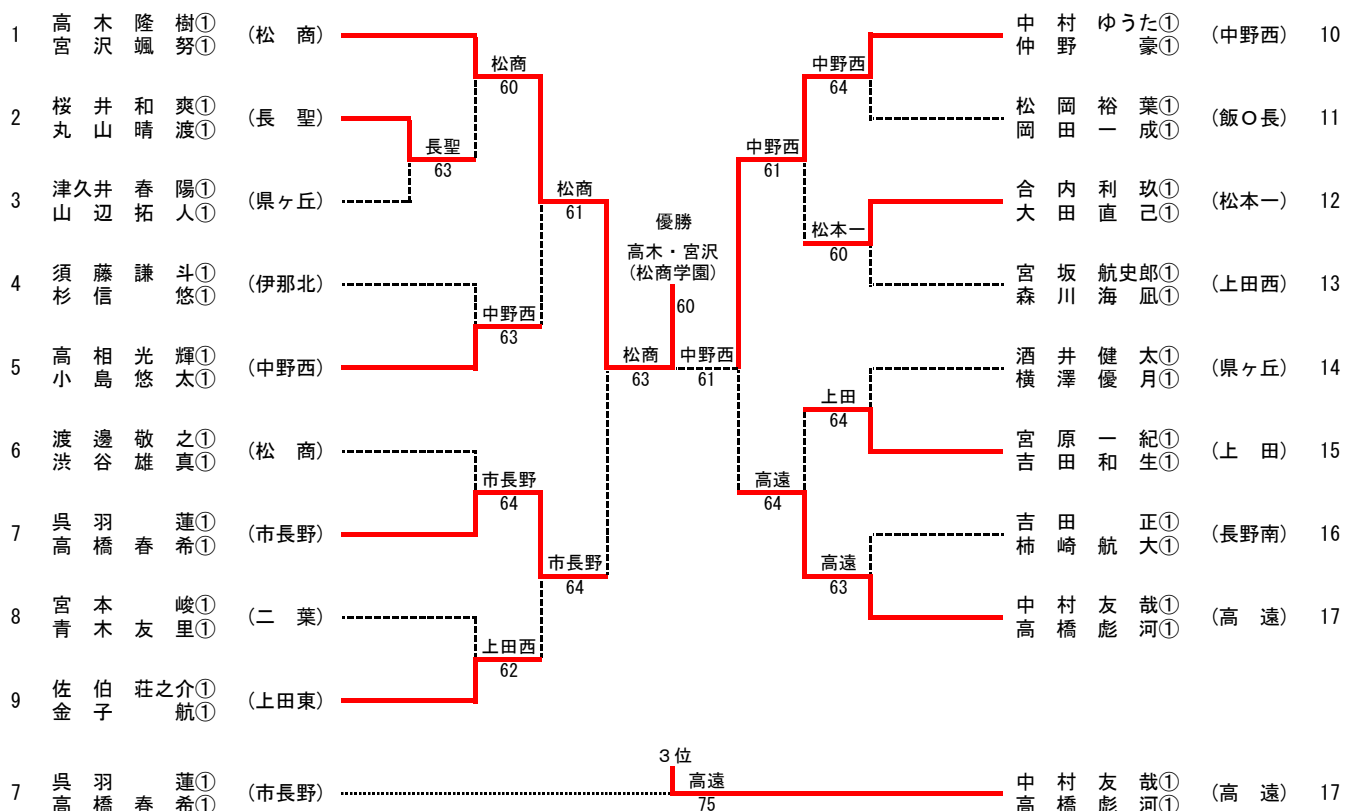 1 高木隆樹① (松商)
宮沢颯努①
2 桜井和爽① (長聖)
丸山晴渡①
3 津久井春陽① (県ヶ丘)
山辺拓人①
4 須藤謙斗① (伊那北)
杉信悠①
5 高相光輝① (中野西)
小島悠太①
6 渡邊敬之① (松商)
渋谷雄真①
7 呉羽蓮① (市長野)
高橋春希①
8 宮本峻① (二葉)
青木友里①
9 佐伯荘之介① (上田東)
金子航①
長聖
63
松商
60
中野西
63
市長野
64
上田西
62
松商
61
市長野
64
松商
63
優勝
高木・宮沢
(松商学園)
60
中野西
61
中野西
61
高遠
64
中野西
64
松本一
60
上田
64
高遠
63
中村ゆうた① (中野西) 10
仲野豪①
松岡裕葉① (飯O長) 11
岡田一成①
合内利玖① (松本一) 12
大田直己①
宮坂航史郎① (上田西) 13
森川海凪①
酒井健太① (県ヶ丘) 14
横澤優月①
宮原一紀① (上田) 15
吉田和生①
吉田正① (長野南) 16
柿崎航大①
中村友哉① (高遠) 17
高橋彪河①
7 呉羽蓮① (市長野)
高橋春希①
3位
高遠
75
中村友哉① (高遠) 17
高橋彪河①